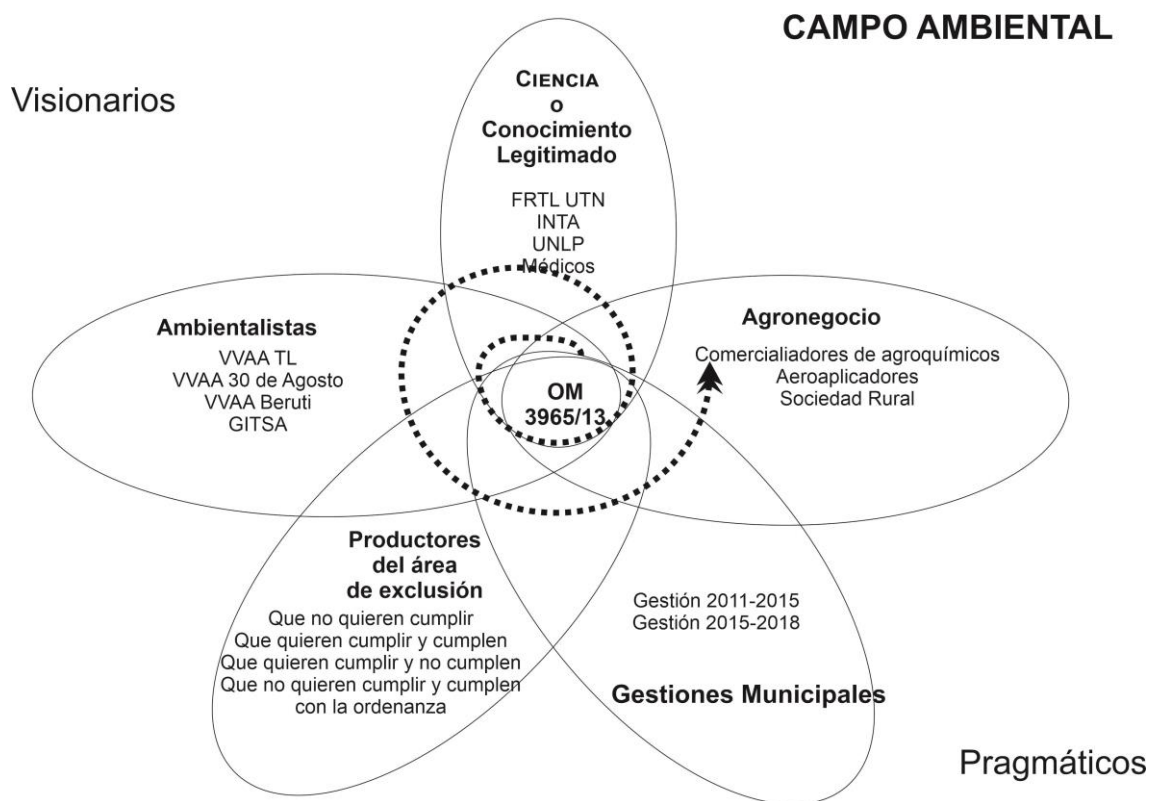 CAMPO AMBIENTAL
Visionarios
CIENCIA
o
Conocimiento
Legitimado
FRTL UTN
INTA
UNLP
Médicos
Ambientalistas
VVAA TL
VVAA 30 de Agosto
VVAA Beruti
GITSA
Agronegocio
Comercialiadores de agroquímicos
Aeroaplicadores
Sociedad Rural
OM
3965/13
Productores
del área
de exclusión
Que no quieren cumplir
Que quieren cumplir y cumplen
Que quieren cumplir y no cumplen
Que no quieren cumplir y cumplen
con la ordenanza
Gestión 2011-2015
Gestión 2015-2018
Gestiones Municipales
Pragmáticos